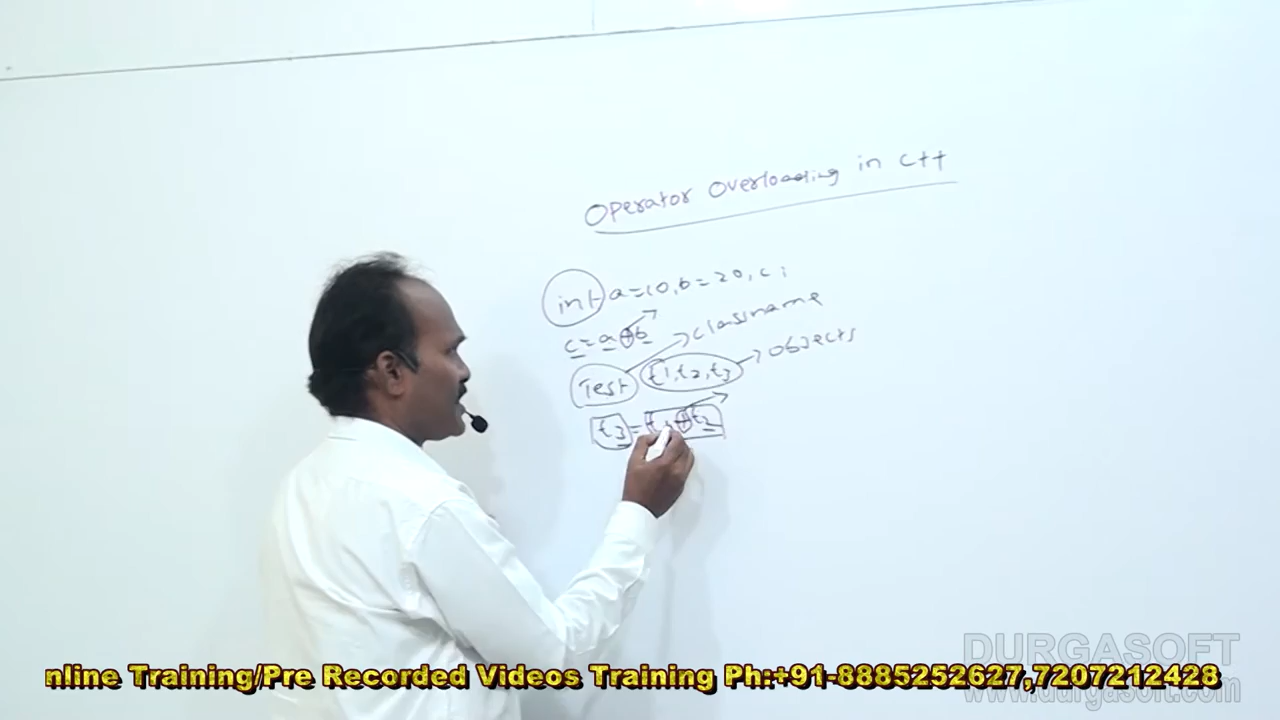 Operator Overloading in C++
int a=10, b=20, c;
c=a+b
classname
Test t1, t2, t3
objects
t3 = t1+t2
DURGASOFT
nline Training/Pre Recorded Videos Training Ph:+91-8885252627,7207212428
www.durgasoft.com